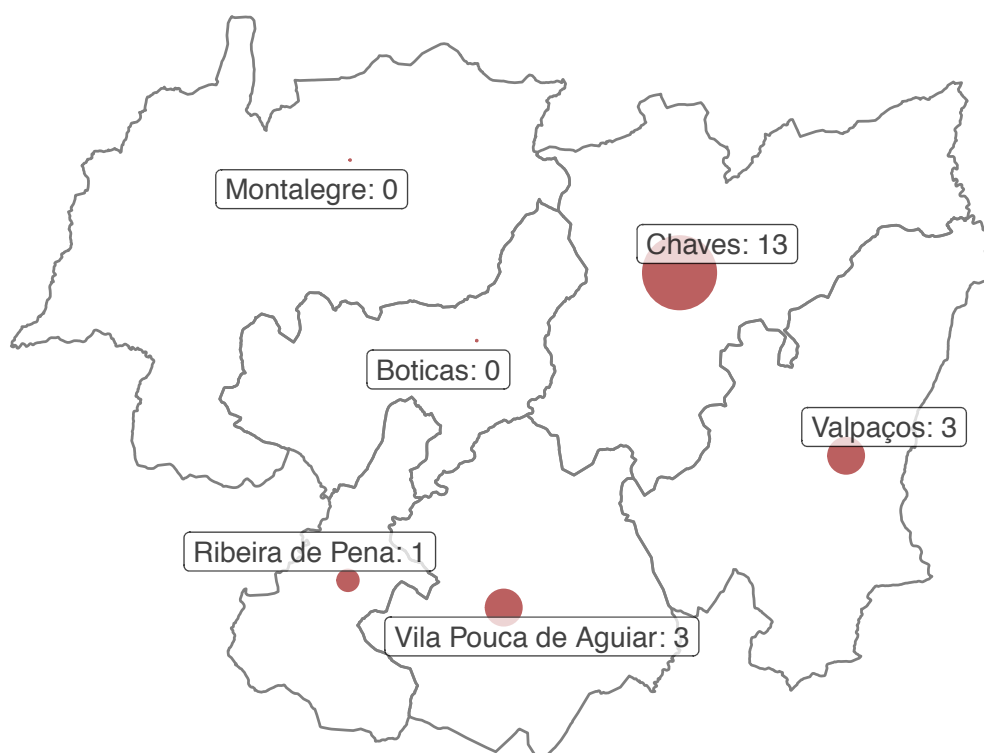 Montalegre: 0
Chaves: 13
Boticas: 0
Valpaços: 3
Ribeira de Pena: 1
Vila Pouca de Aguiar: 3